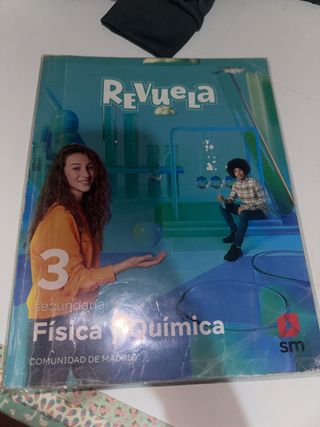 REVUELA
3
secundaria
Física y Química
COMUNIDAD DE MADRID
sm